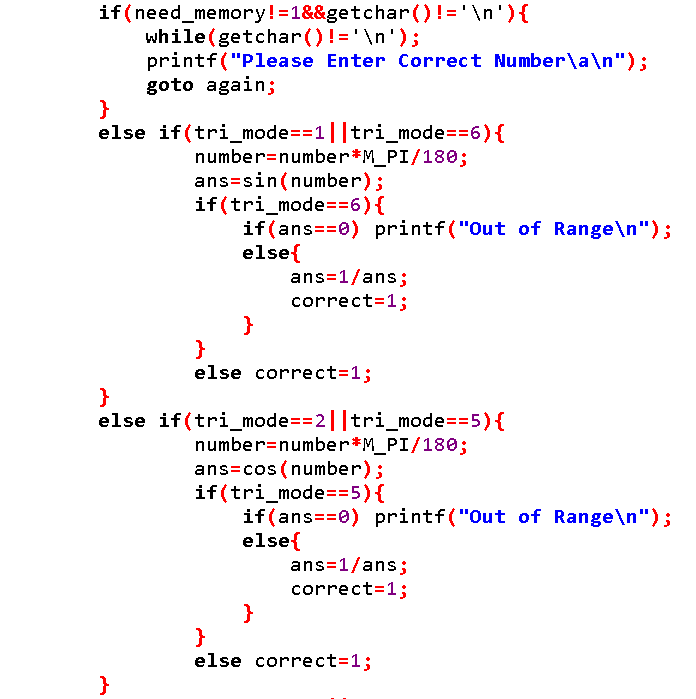 if(need_memory!=1&&getchar()!='\n'){
while(getchar()!='\n');
printf("Please Enter Correct Number\a\n");
goto again;
}
else if(tri_mode==1||tri_mode==6){
number=number*M_PI/180;
ans=sin(number);
if(tri_mode==6){
if(ans==0) printf("Out of Range\n");
else{
ans=1/ans;
correct=1;
}
}
else correct=1;
}
else if(tri_mode==2||tri_mode==5){
number=number*M_PI/180;
ans=cos(number);
if(tri_mode==5){
if(ans==0) printf("Out of Range\n");
else{
ans=1/ans;
correct=1;
}
}
else correct=1;
}